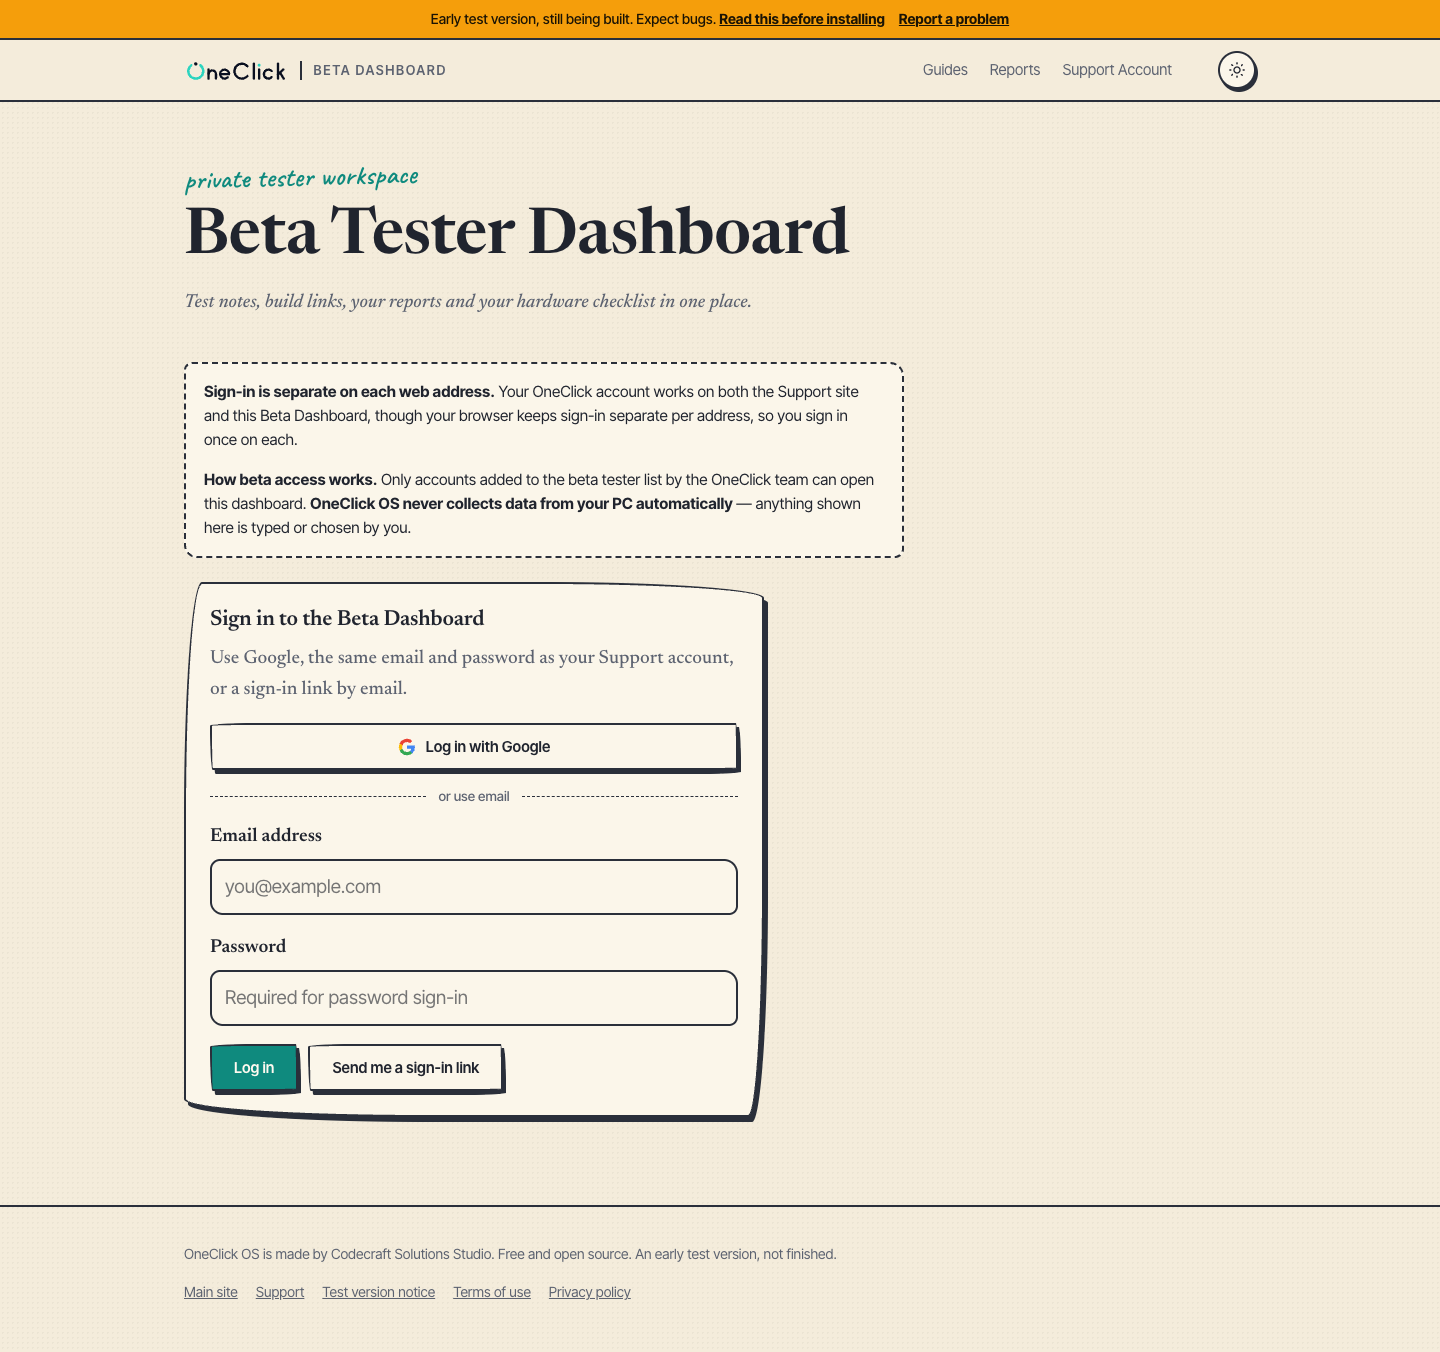 Early test version, still being built. Expect bugs. Read this before installing Report a problem
OneClick | BETA DASHBOARD
Guides Reports Support Account
private tester workspace
Beta Tester Dashboard
Test notes, build links, your reports and your hardware checklist in one place.
Sign-in is separate on each web address. Your OneClick account works on both the Support site
and this Beta Dashboard, though your browser keeps sign-in separate per address, so you sign in
once on each.
How beta access works. Only accounts added to the beta tester list by the OneClick team can open
this dashboard. OneClick OS never collects data from your PC automatically — anything shown
here is typed or chosen by you.
Sign in to the Beta Dashboard
Use Google, the same email and password as your Support account,
or a sign-in link by email.
Log in with Google
or use email
Email address
you@example.com
Password
Required for password sign-in
Log in
Send me a sign-in link
OneClick OS is made by Codecraft Solutions Studio. Free and open source. An early test version, not finished.
Main site Support Test version notice Terms of use Privacy policy